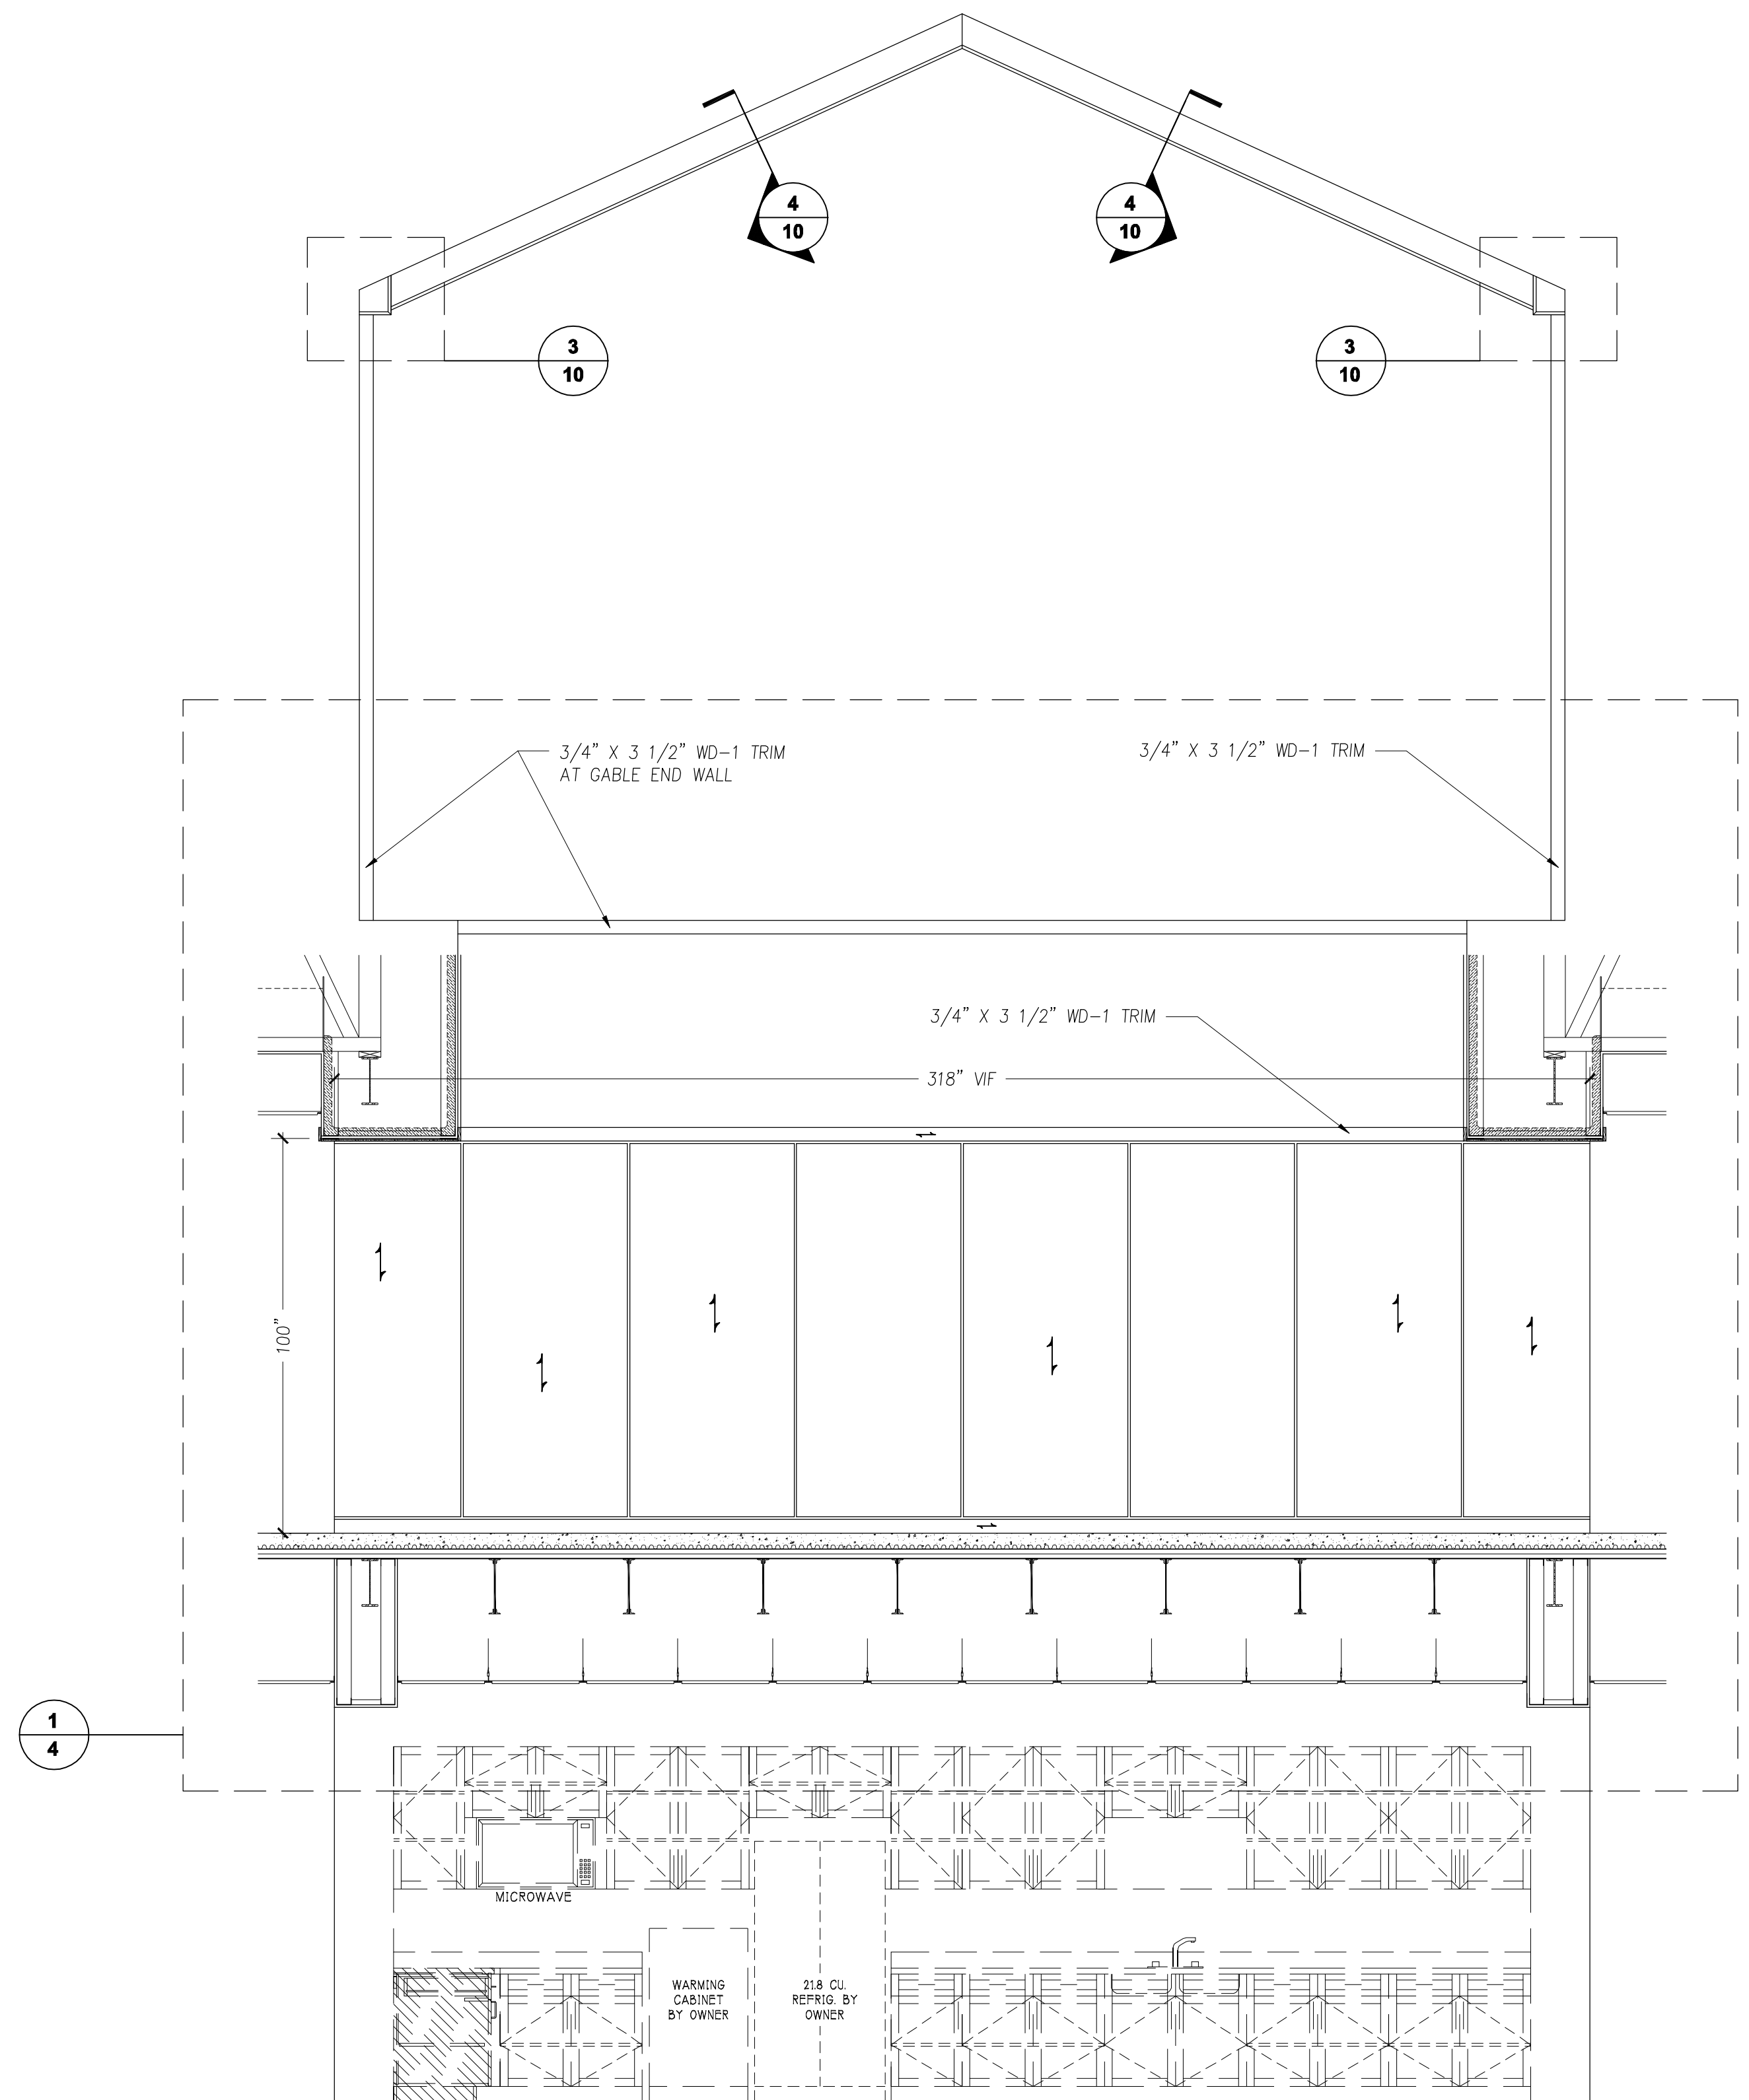 4
10
4
10
3
10
3
10
3/4” X 3 1/2” WD-1 TRIM
AT GABLE END WALL
3/4” X 3 1/2” WD-1 TRIM
3/4” X 3 1/2” WD-1 TRIM
318” VIF
100”
1
4
MICROWAVE
WARMING
CABINET
BY OWNER
21.8 CU.
REFRIG. BY
OWNER